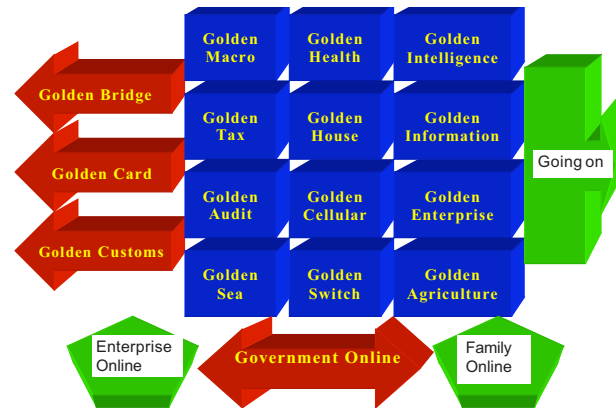 Golden
Macro
Golden
Health
Golden
Intelligence
Golden Bridge
Golden
Tax
Golden
House
Golden
Information
Going on
Golden Card
Golden
Audit
Golden
Cellular
Golden
Enterprise
Golden Customs
Golden
Sea
Golden
Switch
Golden
Agriculture
Enterprise
Online
Government Online
Family
Online